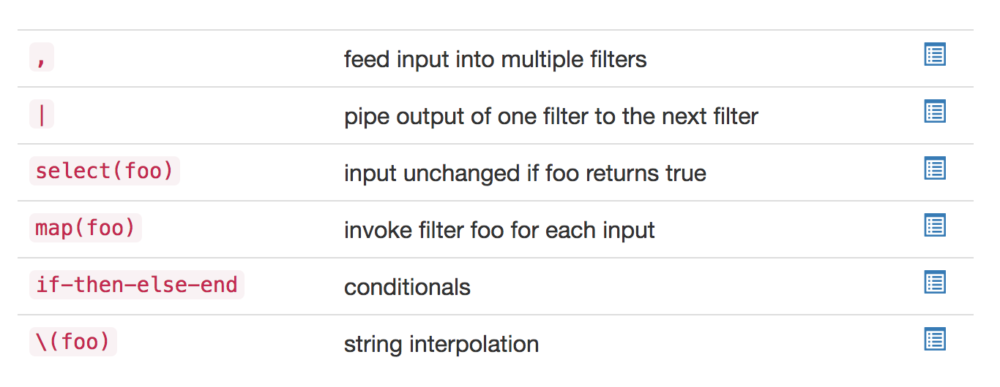 , feed input into multiple filters
| pipe output of one filter to the next filter
select(foo) input unchanged if foo returns true
map(foo) invoke filter foo for each input
if-then-else-end conditionals
\(foo) string interpolation